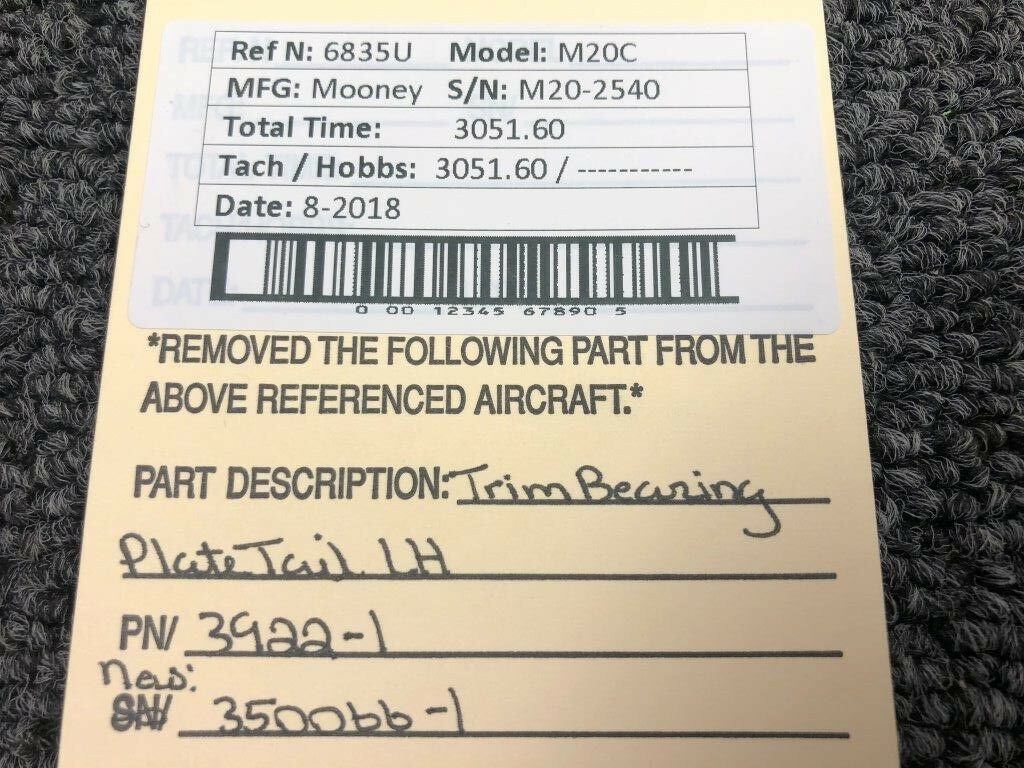 Ref N: 6835U Model: M20C
MFG: Mooney S/N: M20-2540
Total Time: 3051.60
Tach / Hobbs: 3051.60 / -----------
Date: 8-2018
0 00 12345 67890 5
*REMOVED THE FOLLOWING PART FROM THE
ABOVE REFERENCED AIRCRAFT.*
PART DESCRIPTION: Trim Bearing
Plate Tail LH
PN/ 3922-1
New:
SN/ 350066-1